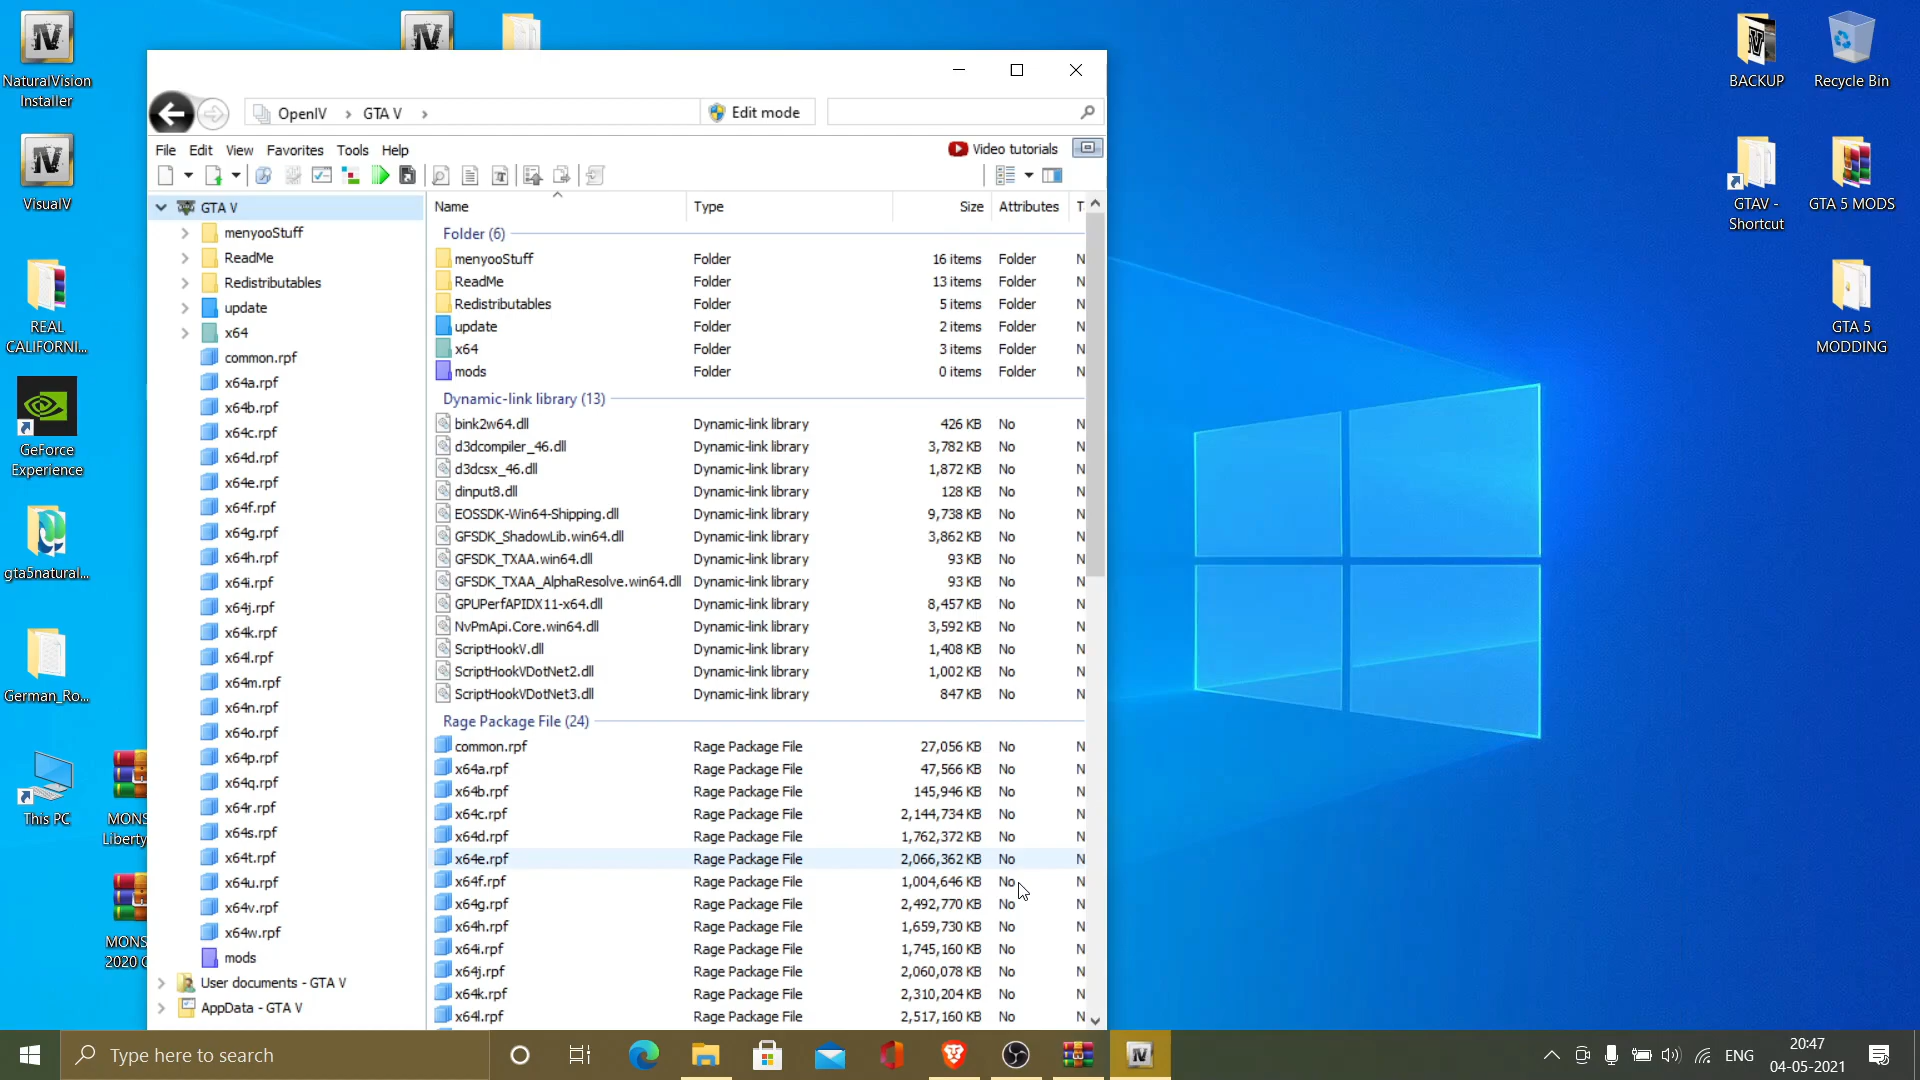 NaturalVision
Installer
VisualV
REAL
CALIFORNI...
GeForce
Experience
gta5natural...
German_Ro...
This PC
MONS
Liberty
MONS
2020 C
BACKUP
Recycle Bin
GTAV -
Shortcut
GTA 5 MODS
GTA 5
MODDING
OpenIV > GTA V >
Edit mode
File Edit View Favorites Tools Help
Video tutorials
GTA V
menyooStuff
ReadMe
Redistributables
update
x64
common.rpf
x64a.rpf
x64b.rpf
x64c.rpf
x64d.rpf
x64e.rpf
x64f.rpf
x64g.rpf
x64h.rpf
x64i.rpf
x64j.rpf
x64k.rpf
x64l.rpf
x64m.rpf
x64n.rpf
x64o.rpf
x64p.rpf
x64q.rpf
x64r.rpf
x64s.rpf
x64t.rpf
x64u.rpf
x64v.rpf
x64w.rpf
mods
User documents - GTA V
AppData - GTA V
Name Type Size Attributes T
Folder (6)
menyooStuff Folder 16 items Folder N
ReadMe Folder 13 items Folder N
Redistributables Folder 5 items Folder N
update Folder 2 items Folder N
x64 Folder 3 items Folder N
mods Folder 0 items Folder N
Dynamic-link library (13)
bink2w64.dll Dynamic-link library 426 KB No N
d3dcompiler_46.dll Dynamic-link library 3,782 KB No N
d3dcsx_46.dll Dynamic-link library 1,872 KB No N
dinput8.dll Dynamic-link library 128 KB No N
EOSSDK-Win64-Shipping.dll Dynamic-link library 9,738 KB No N
GFSDK_ShadowLib.win64.dll Dynamic-link library 3,862 KB No N
GFSDK_TXAA.win64.dll Dynamic-link library 93 KB No N
GFSDK_TXAA_AlphaResolve.win64.dll Dynamic-link library 93 KB No N
GPUPerfAPIDX11-x64.dll Dynamic-link library 8,457 KB No N
NvPmApi.Core.win64.dll Dynamic-link library 3,592 KB No N
ScriptHookV.dll Dynamic-link library 1,408 KB No N
ScriptHookVDotNet2.dll Dynamic-link library 1,002 KB No N
ScriptHookVDotNet3.dll Dynamic-link library 847 KB No N
Rage Package File (24)
common.rpf Rage Package File 27,056 KB No N
x64a.rpf Rage Package File 47,566 KB No N
x64b.rpf Rage Package File 145,946 KB No N
x64c.rpf Rage Package File 2,144,734 KB No N
x64d.rpf Rage Package File 1,762,372 KB No N
x64e.rpf Rage Package File 2,066,362 KB No N
x64f.rpf Rage Package File 1,004,646 KB No N
x64g.rpf Rage Package File 2,492,770 KB No N
x64h.rpf Rage Package File 1,659,730 KB No N
x64i.rpf Rage Package File 1,745,160 KB No N
x64j.rpf Rage Package File 2,060,078 KB No N
x64k.rpf Rage Package File 2,310,204 KB No N
x64l.rpf Rage Package File 2,517,160 KB No N
Type here to search
ENG
20:47
04-05-2021